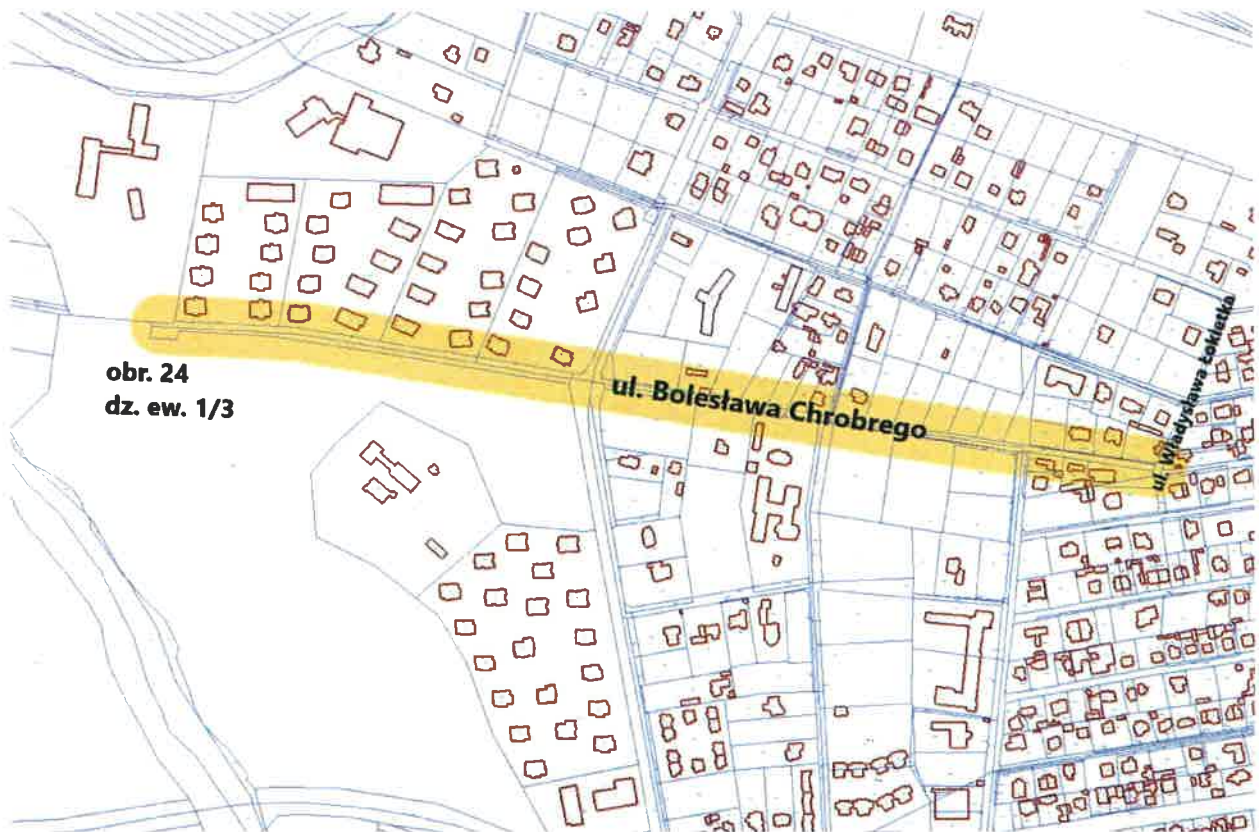 obr. 24
dz. ew. 1/3
ul. Bolesława Chrobrego
ul. Władysława Łokietka